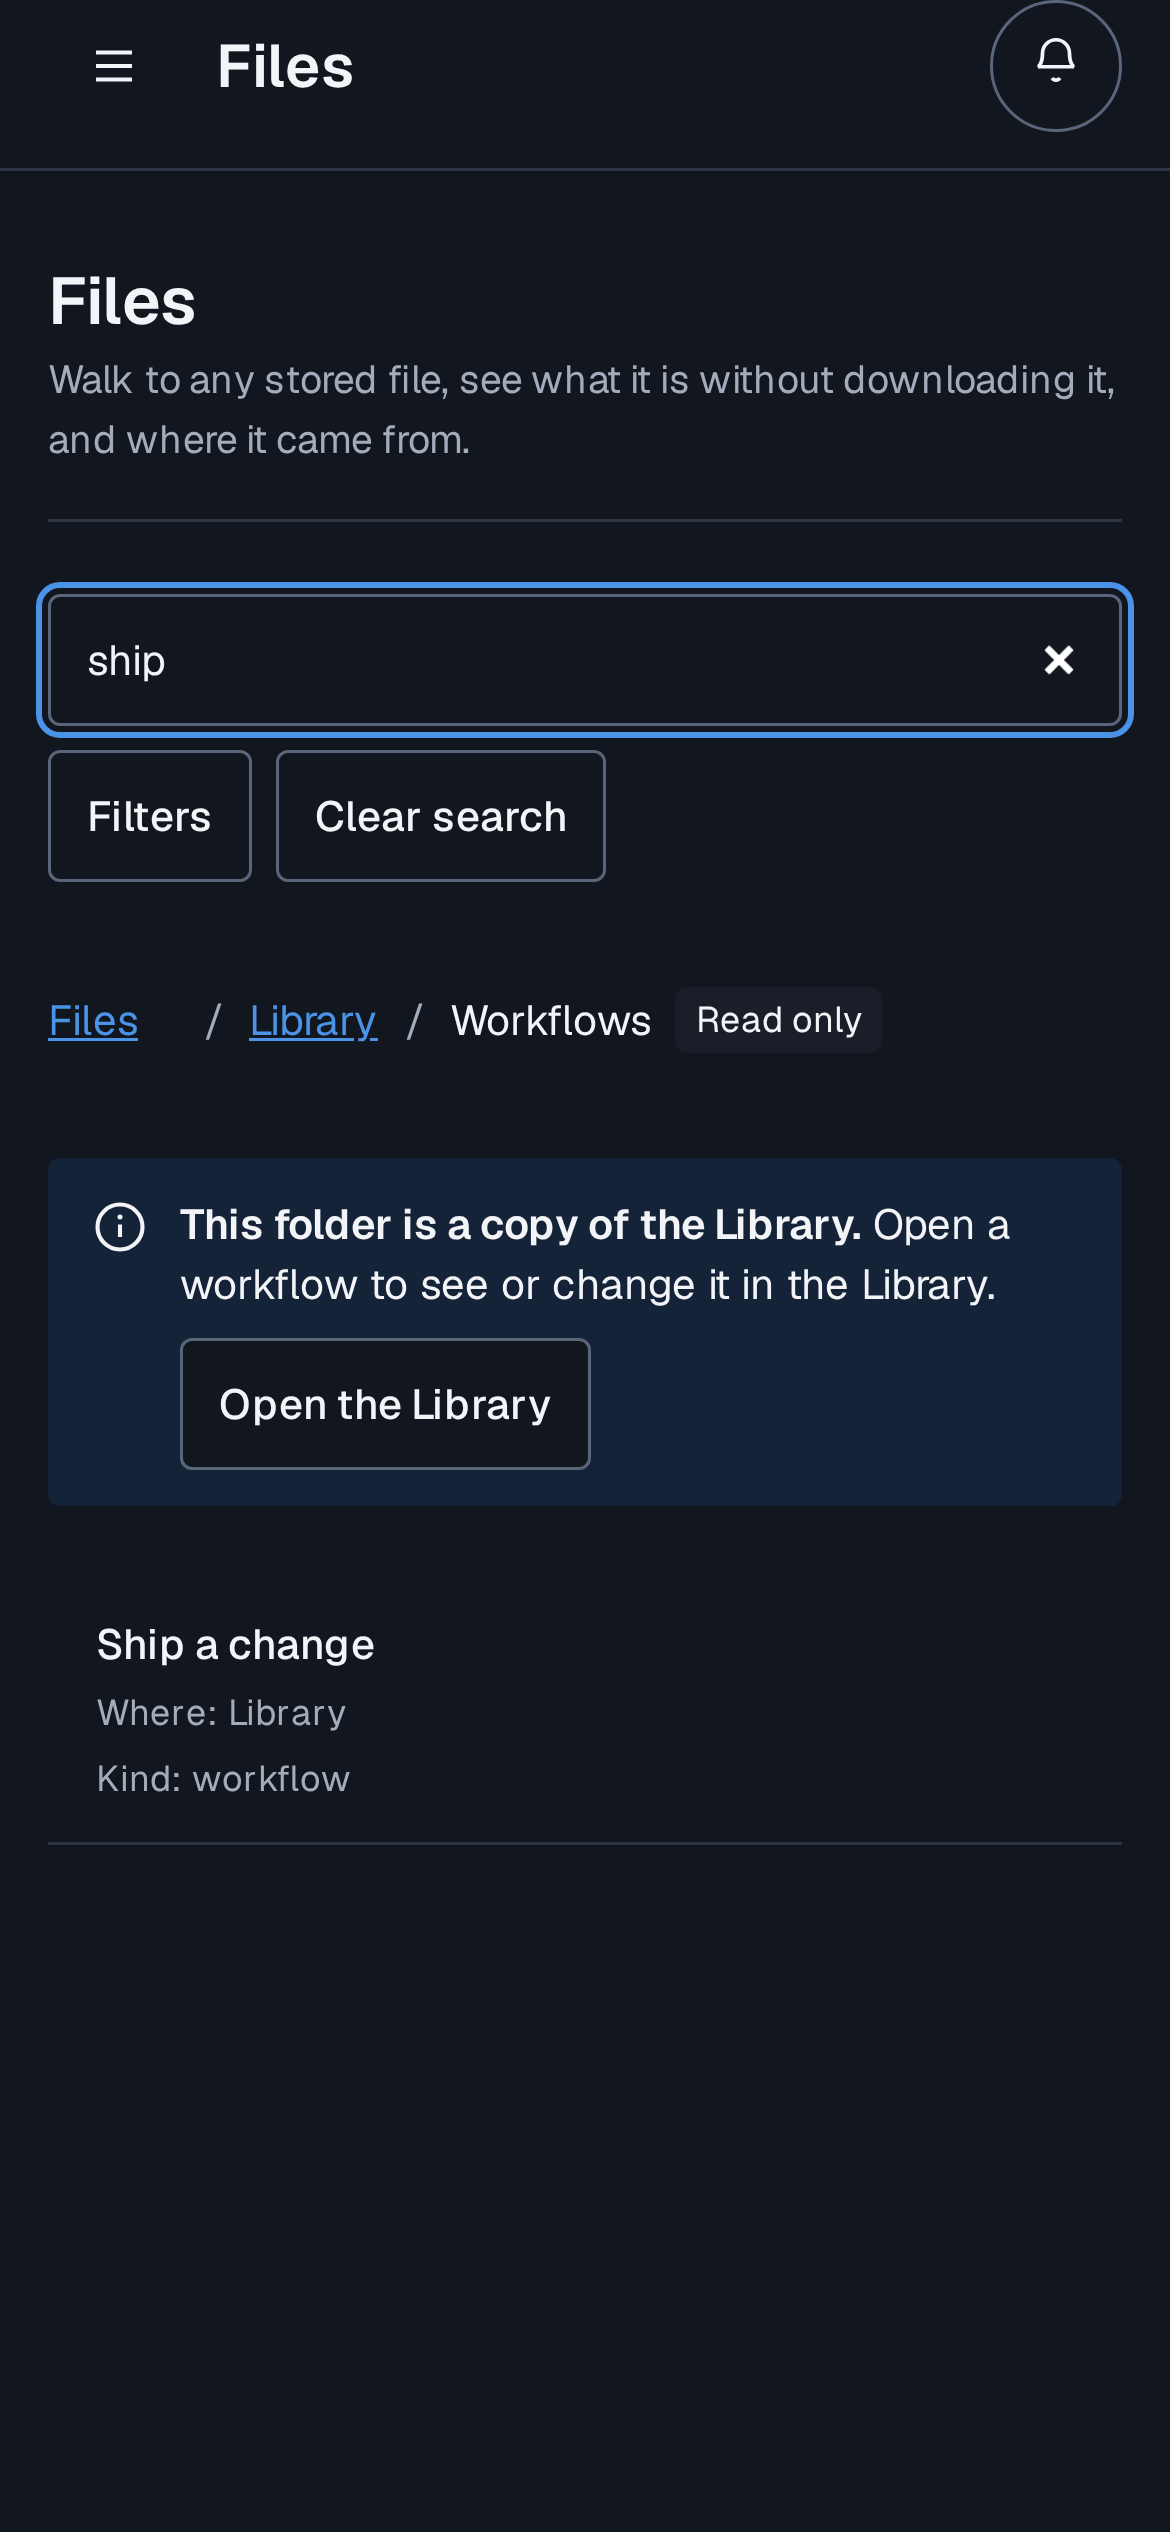 Files
Files
Walk to any stored file, see what it is without downloading it,
and where it came from.
ship
Filters
Clear search
Files / Library / Workflows Read only
This folder is a copy of the Library. Open a
workflow to see or change it in the Library.
Open the Library
Ship a change
Where: Library
Kind: workflow